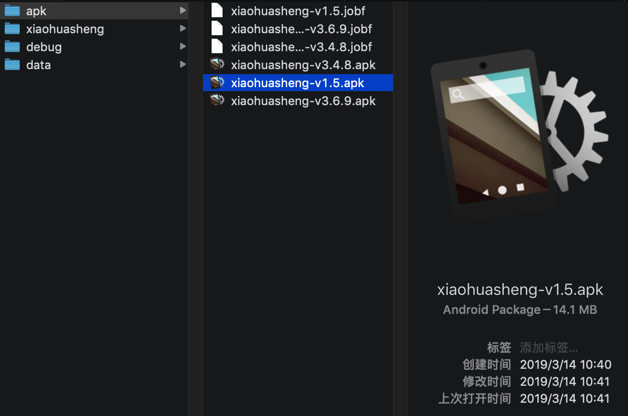 apk
xiaohuasheng
debug
data
xiaohuasheng-v1.5.jobf
xiaohuashe...-v3.6.9.jobf
xiaohuashe...-v3.4.8.jobf
xiaohuasheng-v3.4.8.apk
xiaohuasheng-v1.5.apk
xiaohuasheng-v3.6.9.apk
xiaohuasheng-v1.5.apk
Android Package – 14.1 MB
标签 添加标签...
创建时间 2019/3/14 10:40
修改时间 2019/3/14 10:41
上次打开时间 2019/3/14 10:41